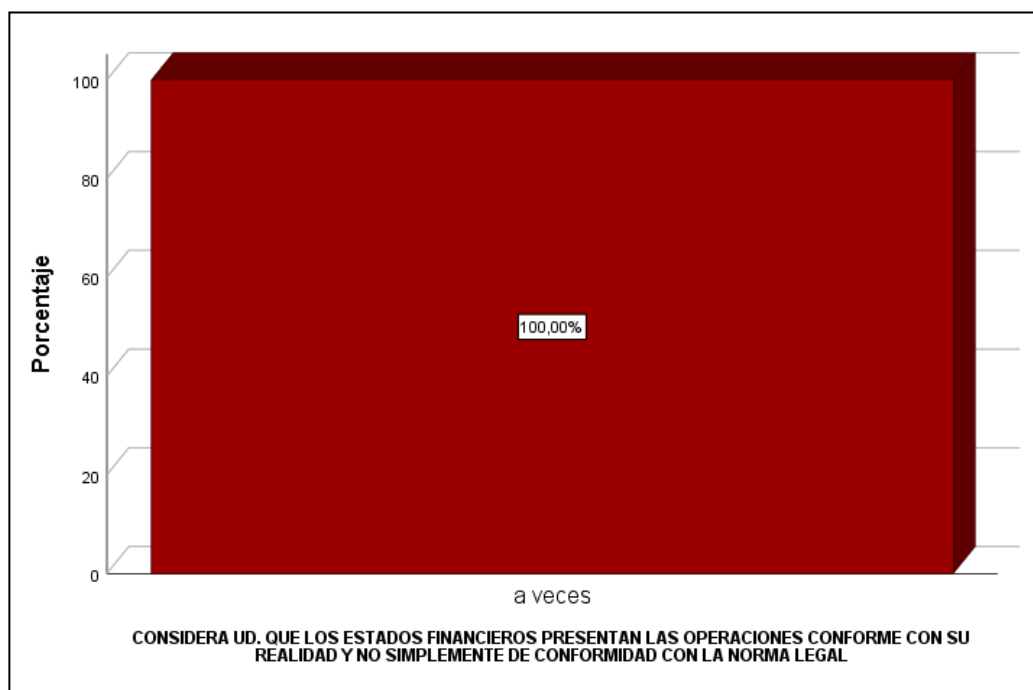 100
80
60
40
20
0
Porcentaje
100,00%
a veces
CONSIDERA UD. QUE LOS ESTADOS FINANCIEROS PRESENTAN LAS OPERACIONES CONFORME CON SU
REALIDAD Y NO SIMPLEMENTE DE CONFORMIDAD CON LA NORMA LEGAL